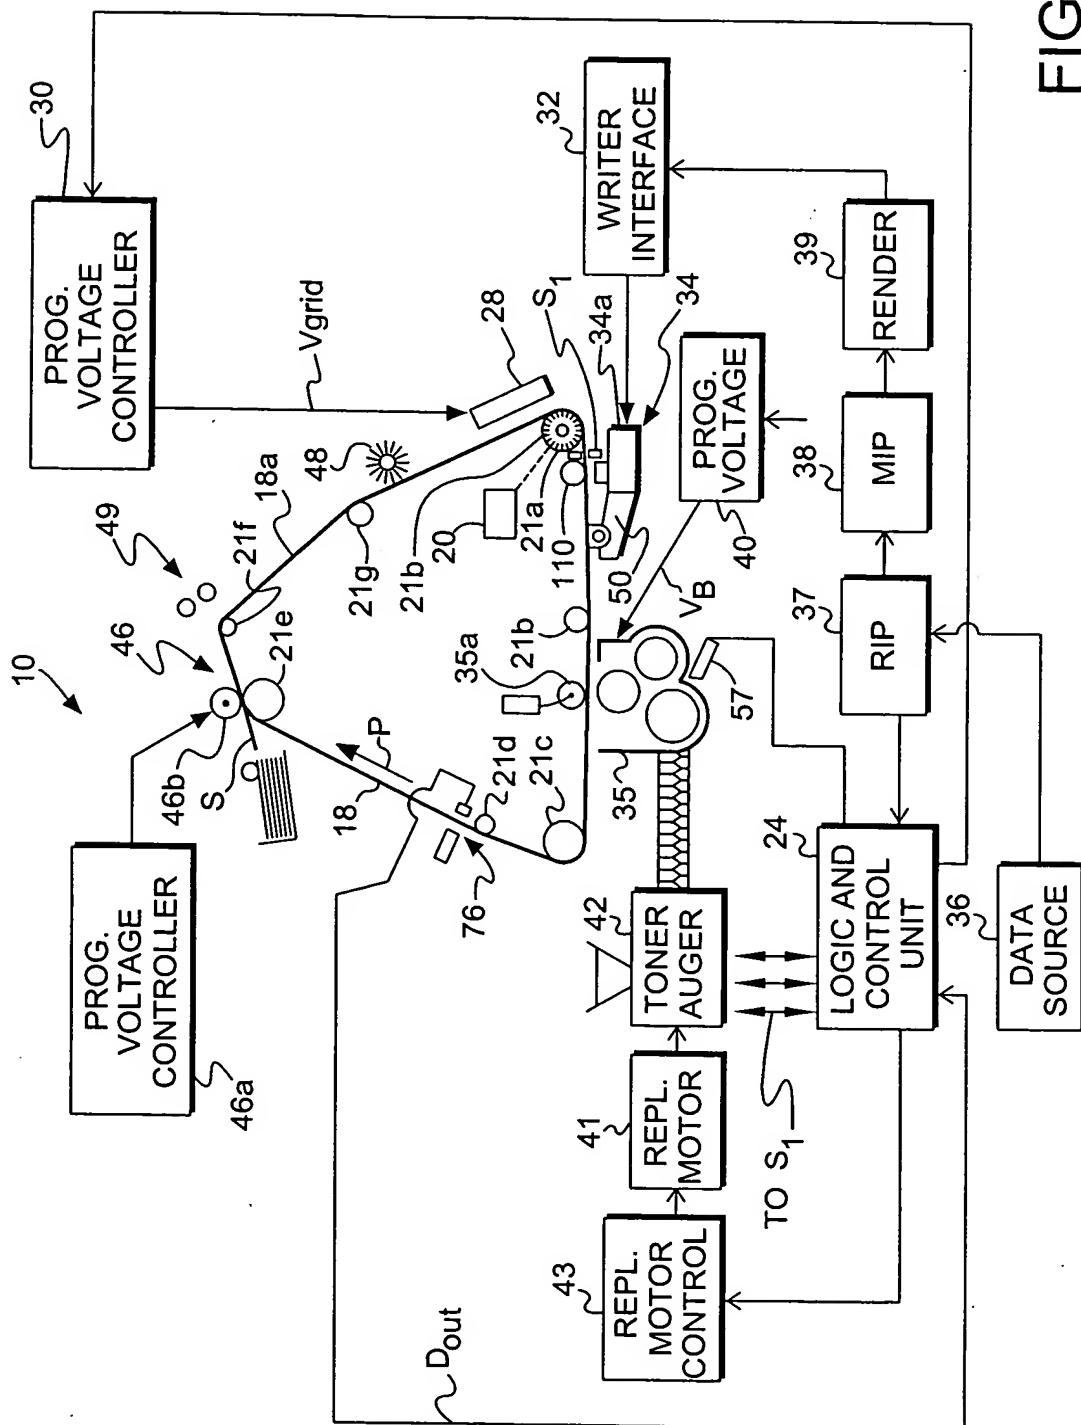 FIG
30
PROG.
VOLTAGE
CONTROLLER
Vgrid
32
WRITER
INTERFACE
S1
34a
34
28
48
18a
49
21f
46
21e
10
21g
20
21b
21a
110
50
PROG.
VOLTAGE
40
VB
39
RENDER
38
MIP
37
RIP
46b
S
P
18
35a
21b
21d
21c
35
57
76
PROG.
VOLTAGE
CONTROLLER
46a
42
TONER
AUGER
24
LOGIC AND
CONTROL
UNIT
36
DATA
SOURCE
41
REPL.
MOTOR
TO S1
43
REPL.
MOTOR
CONTROL
Dout